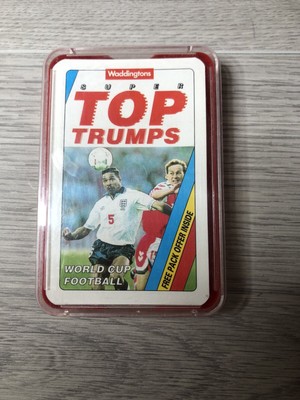 Waddingtons
SUPER
TOP
TRUMPS
5
WORLD CUP
FOOTBALL
FREE PACK OFFER INSIDE